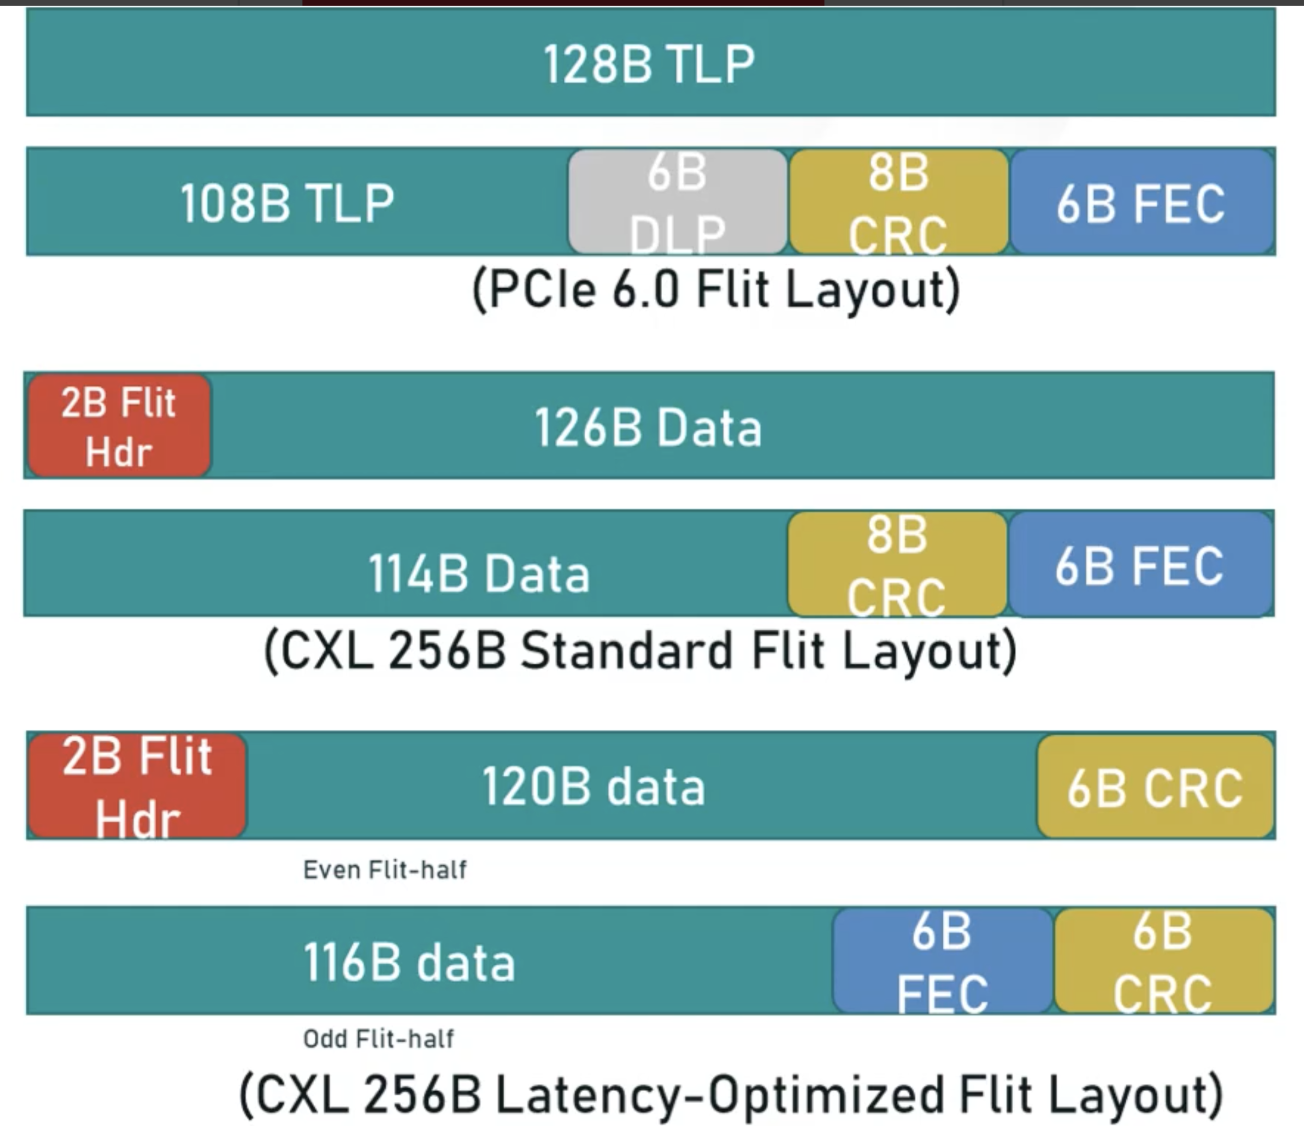 128B TLP
108B TLP
6B
DLP
8B
CRC
6B FEC
(PCIe 6.0 Flit Layout)
2B Flit
Hdr
126B Data
114B Data
8B
CRC
6B FEC
(CXL 256B Standard Flit Layout)
2B Flit
Hdr
120B data
6B CRC
Even Flit-half
116B data
6B
FEC
6B
CRC
Odd Flit-half
(CXL 256B Latency-Optimized Flit Layout)